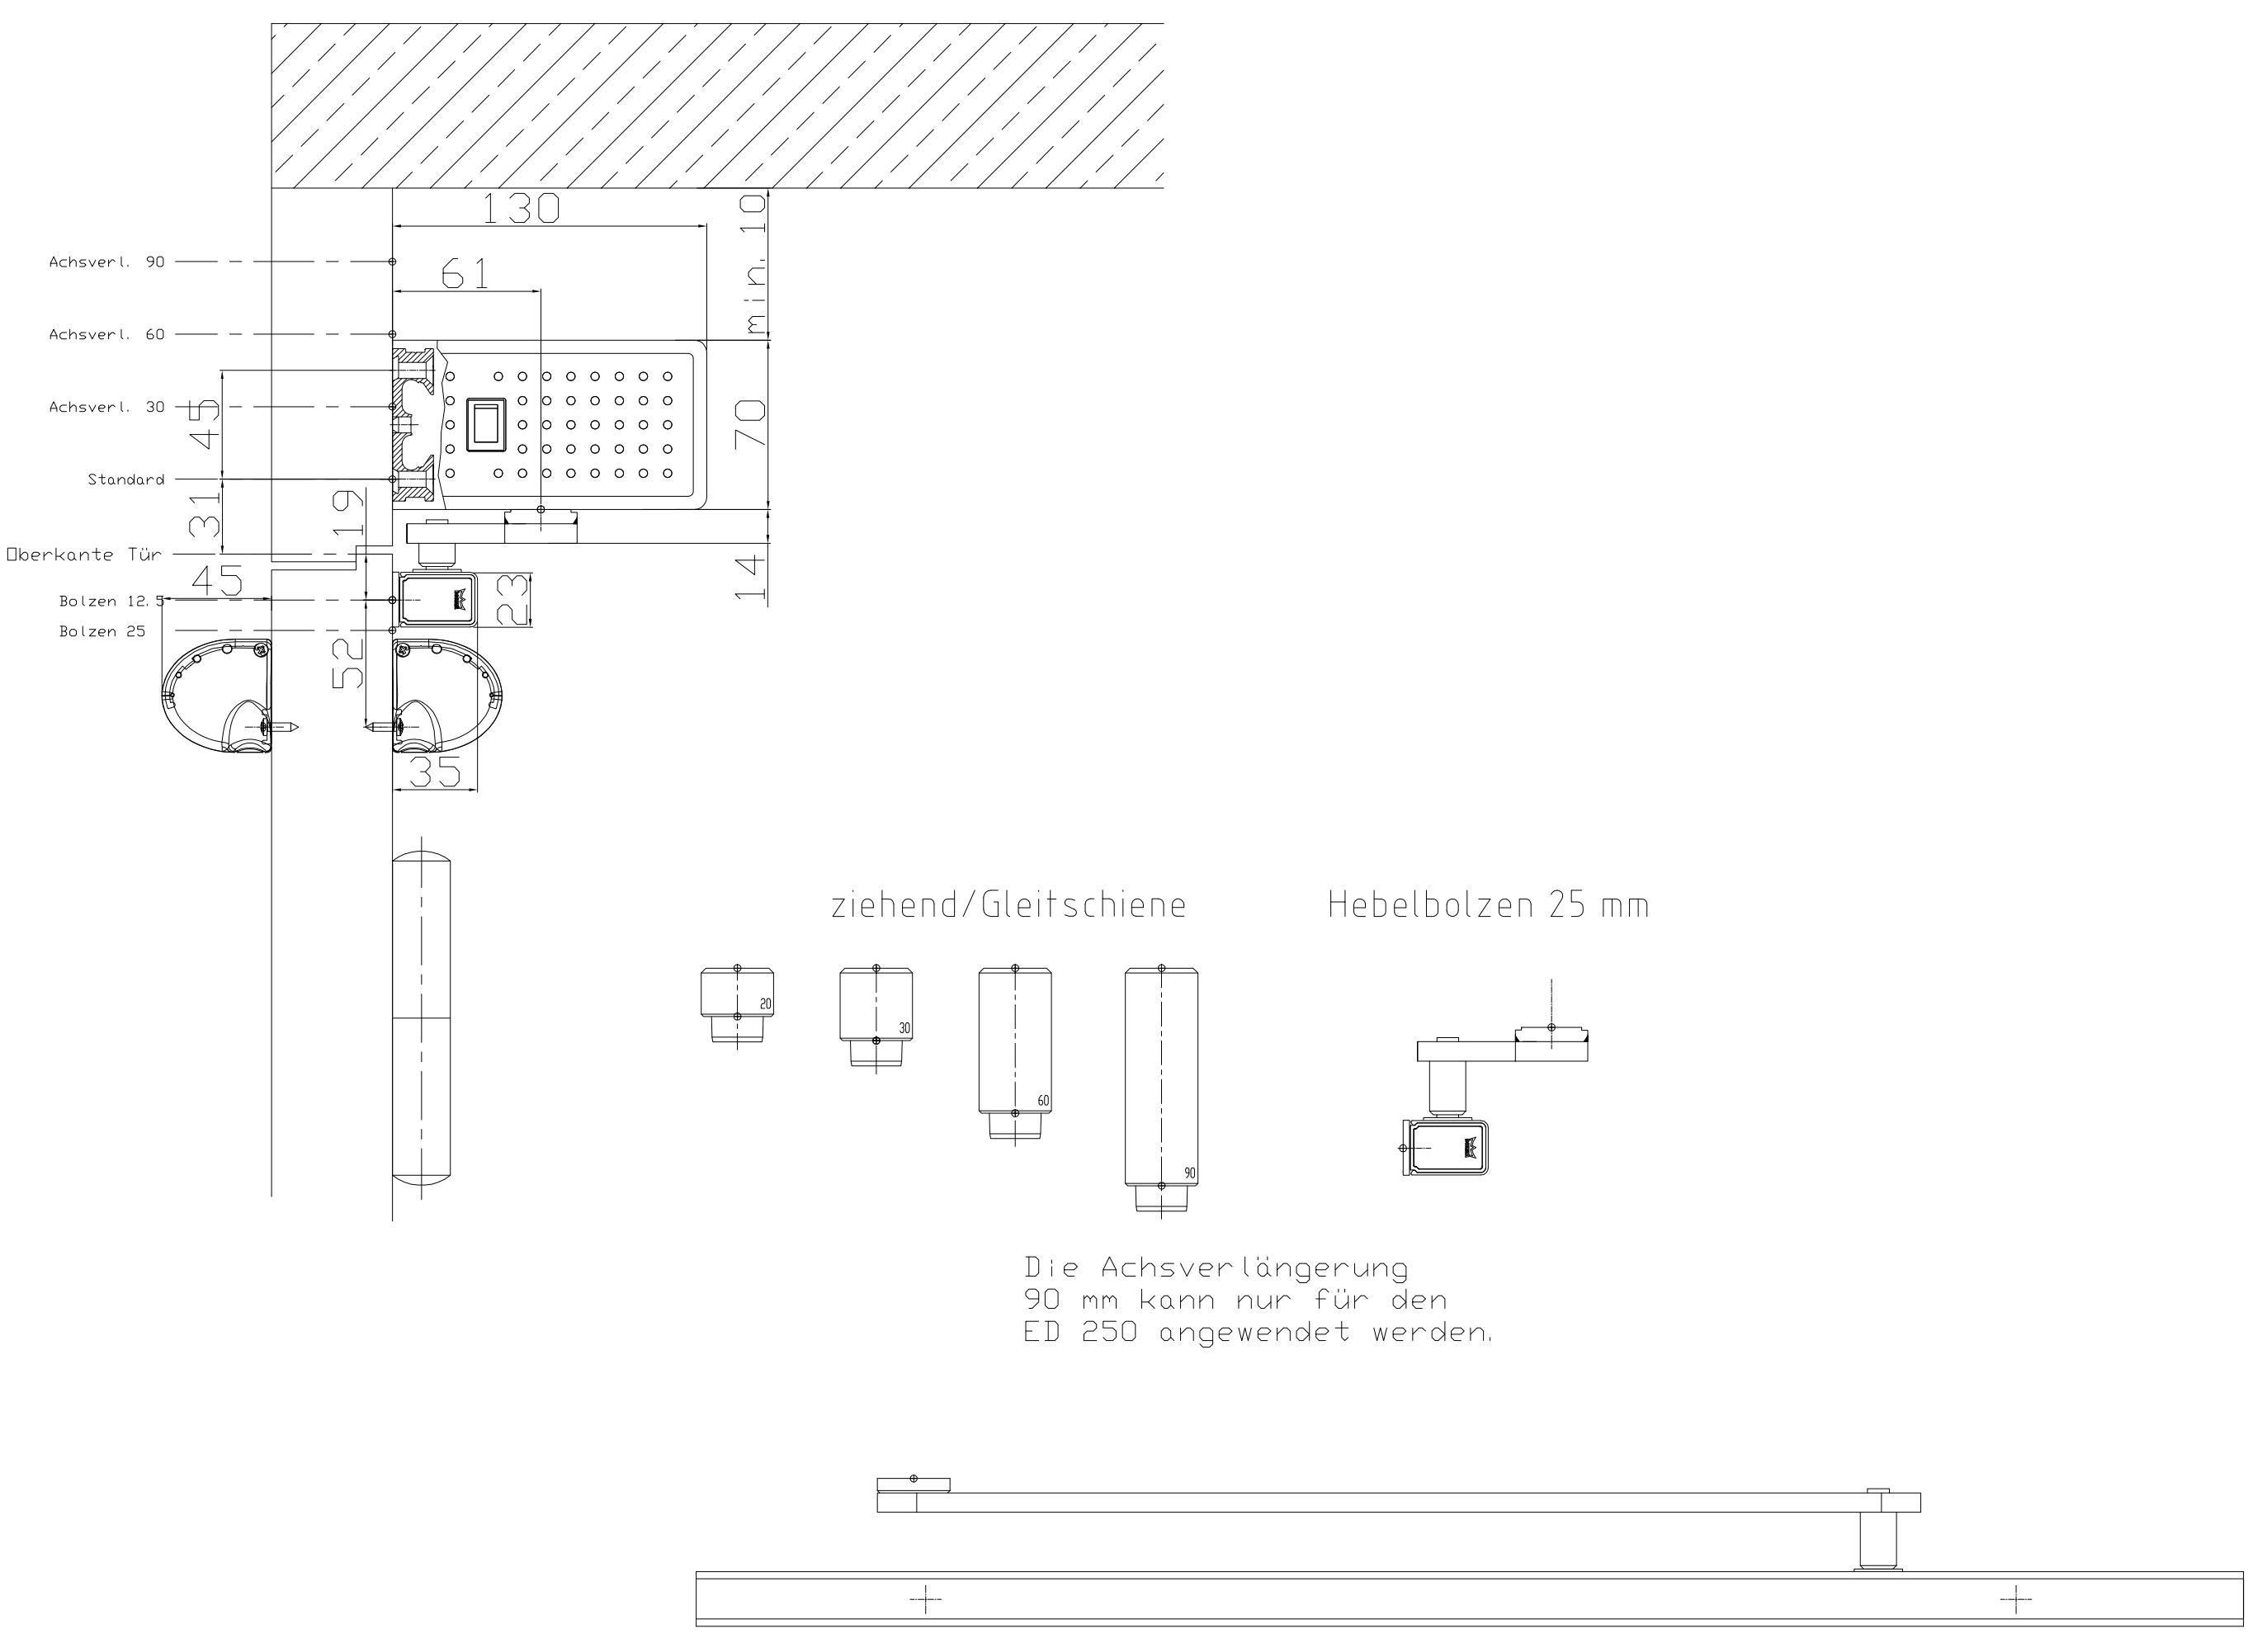 130
min. 10
Achsverl. 90
61
Achsverl. 60
45
Achsverl. 30
70
Standard
31
19
Oberkante Tür
45
14
23
Bolzen 12.5
Bolzen 25
52
35
ziehend/Gleitschiene
Hebelbolzen 25 mm
20
30
60
90
Die Achsverlängerung
90 mm kann nur für den
ED 250 angewendet werden.